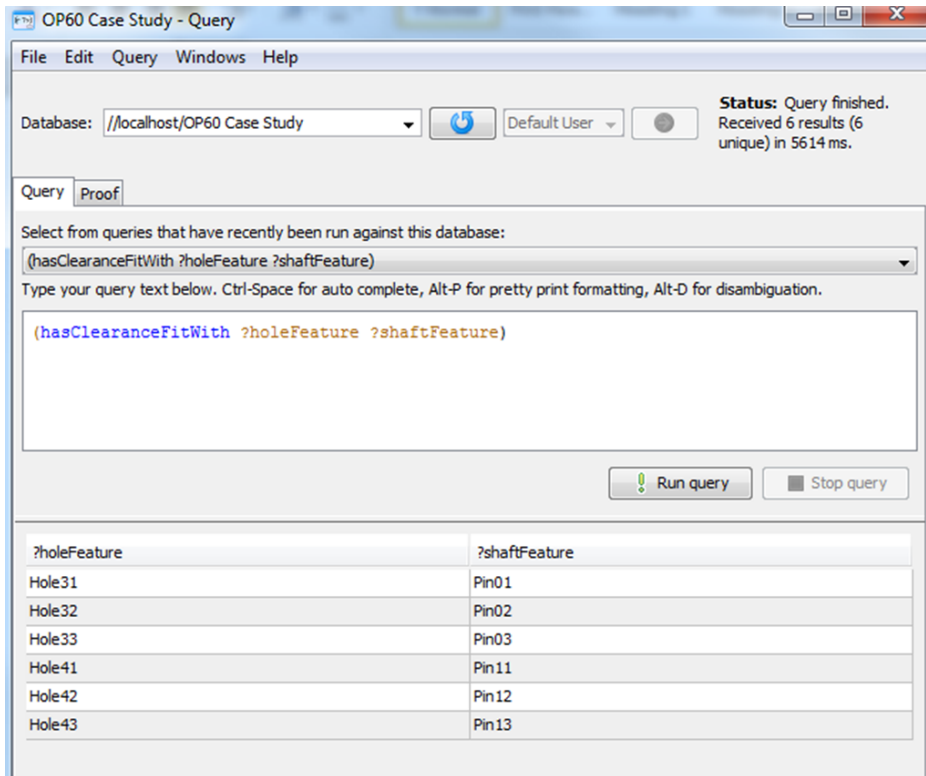 OP60 Case Study - Query
File Edit Query Windows Help
Database: //localhost/OP60 Case Study Default User
Status: Query finished.
Received 6 results (6
unique) in 5614 ms.
Query Proof
Select from queries that have recently been run against this database:
(hasClearanceFitWith ?holeFeature ?shaftFeature)
Type your query text below. Ctrl-Space for auto complete, Alt-P for pretty print formatting, Alt-D for disambiguation.
(hasClearanceFitWith ?holeFeature ?shaftFeature)
Run query Stop query
?holeFeature ?shaftFeature
Hole31 Pin01
Hole32 Pin02
Hole33 Pin03
Hole41 Pin11
Hole42 Pin12
Hole43 Pin13